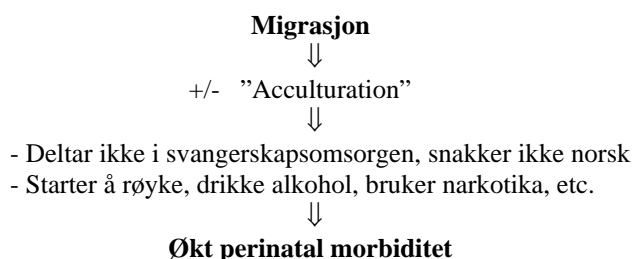 Migrasjon
⇓
+/- ”Acculturation”
⇓
- Deltar ikke i svangerskapsomsorgen, snakker ikke norsk
- Starter å røyke, drikke alkohol, bruker narkotika, etc.
⇓
Økt perinatal morbiditet